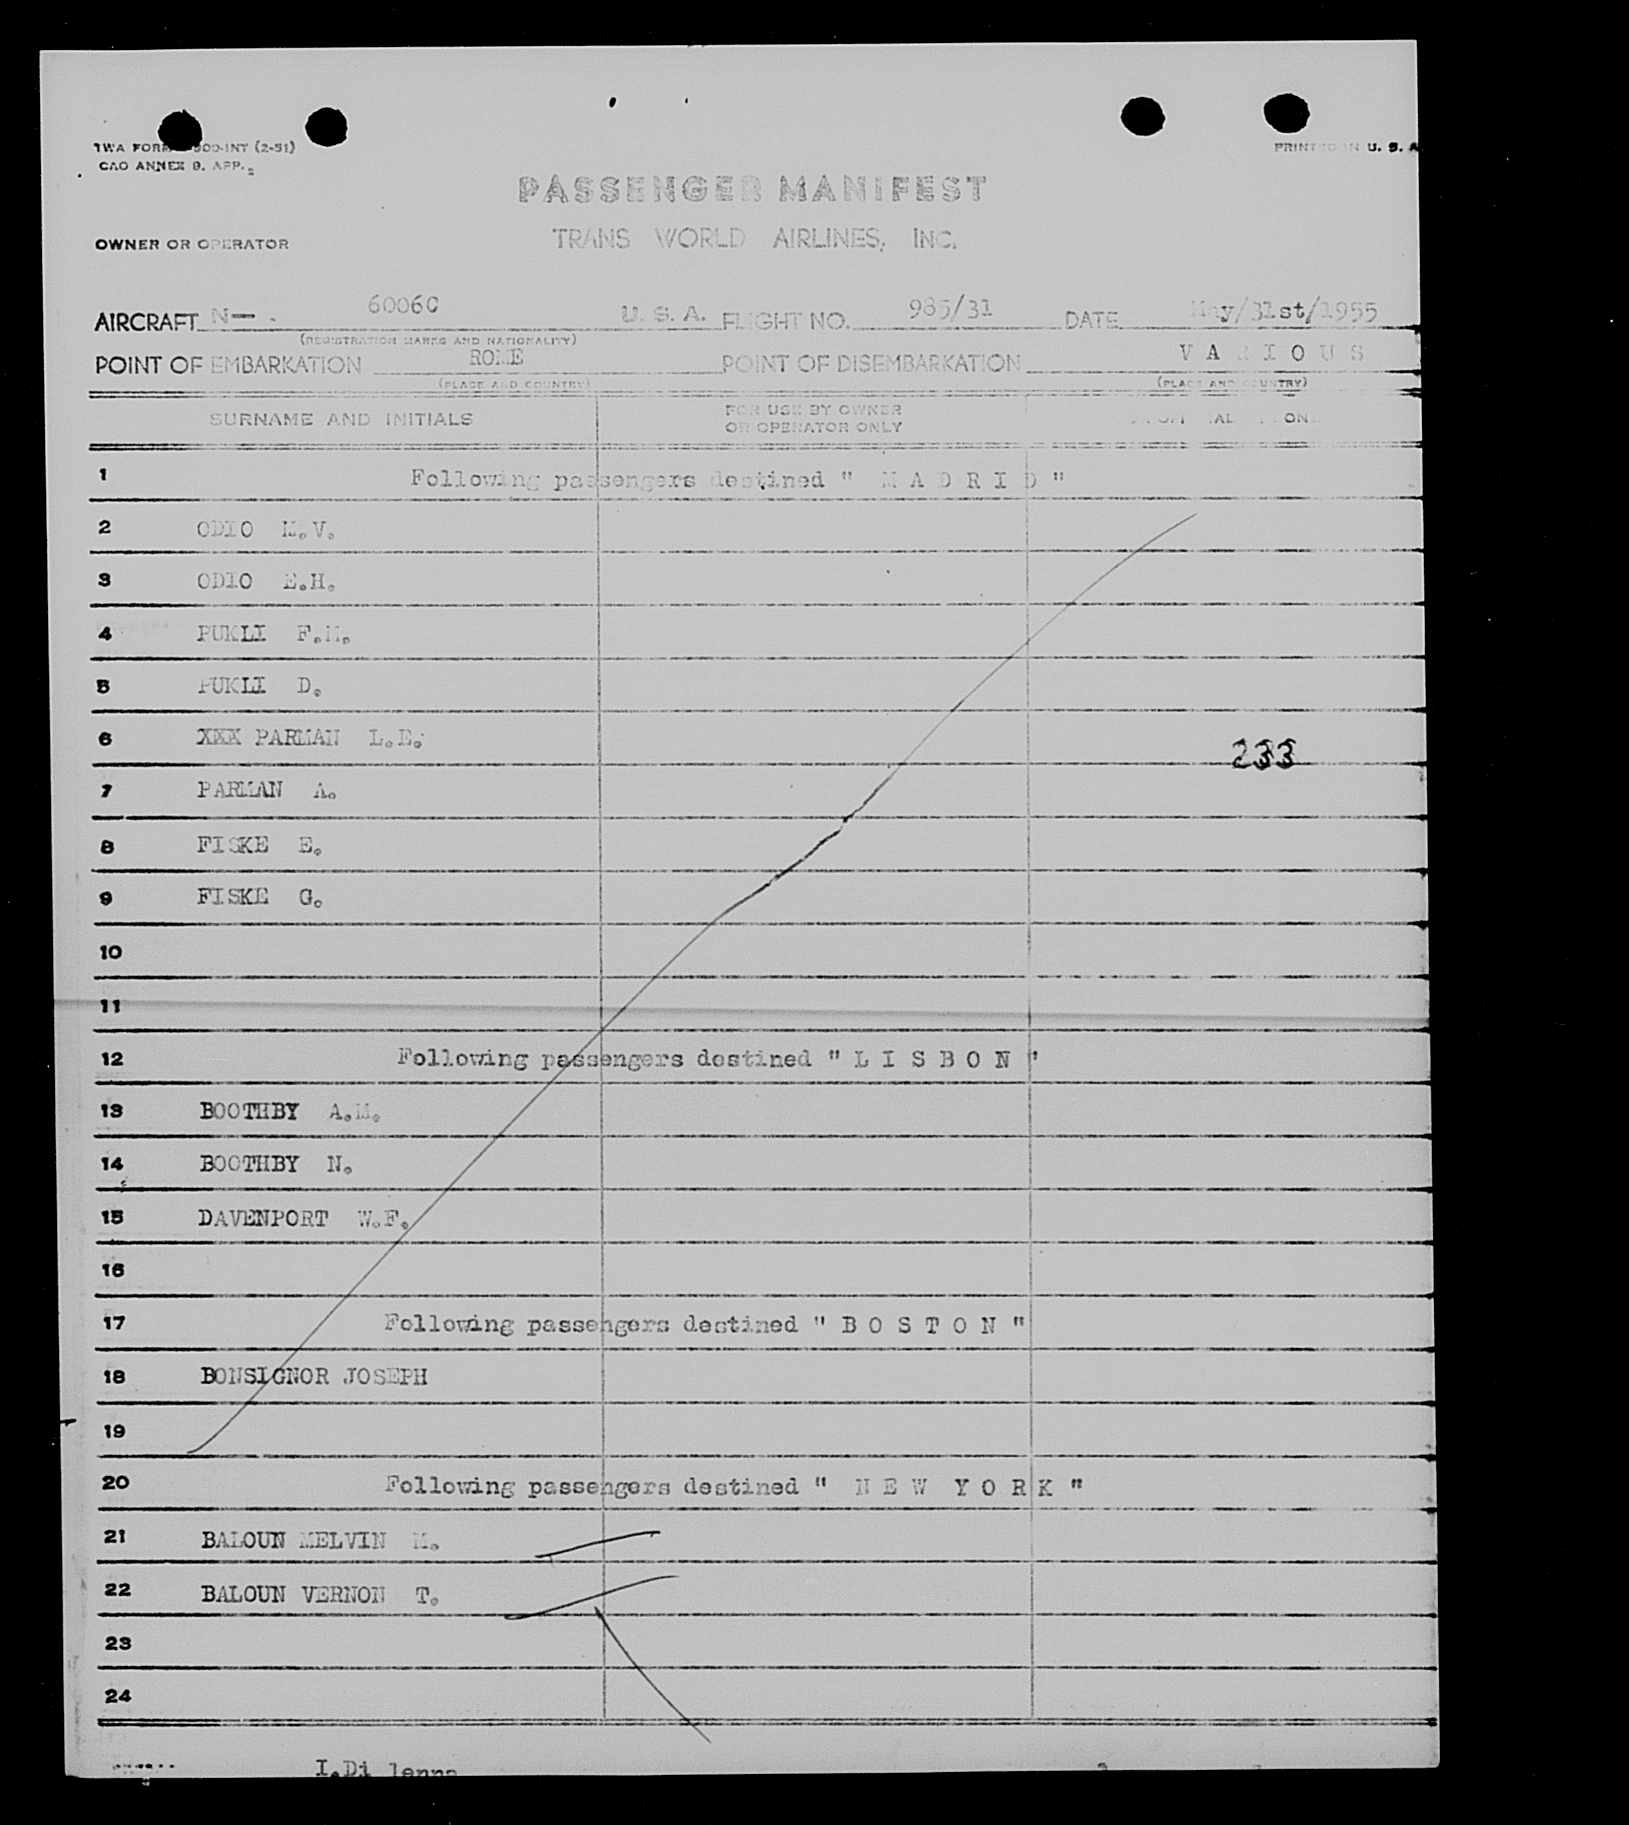 TWA FORM 900-INT (2-51) PRINTED IN U. S. A
CAO ANNEX 9. APP.
PASSENGER MANIFEST
OWNER OR OPERATOR TRANS WORLD AIRLINES, INC.
AIRCRAFT N— 6006C U. S. A. FLIGHT NO. 985/31 DATE May/31st/1955
(REGISTRATION MARKS AND NATIONALITY)
POINT OF EMBARKATION ROME POINT OF DISEMBARKATION V A R I O U S
(PLACE AND COUNTRY) (PLACE AND COUNTRY)
SURNAME AND INITIALS FOR USE BY OWNER
OR OPERATOR ONLY
1 Following passengers destined " M A D R I D "
2 ODIO M.V.
3 ODIO E.H.
4 PUKLI F.M.
5 PUKLI D.
6 XXX PARMAN L.E.
233
7 PARMAN A.
8 FISKE E.
9 FISKE G.
10
11
12 Following passengers destined " L I S B O N "
13 BOOTHBY A.M.
14 BOOTHBY N.
15 DAVENPORT W.F.
16
17 Following passengers destined " B O S T O N "
18 BONSIGNOR JOSEPH
19
20 Following passengers destined " N E W Y O R K "
21 BALOUN MELVIN M.
22 BALOUN VERNON T.
23
24
I.Di